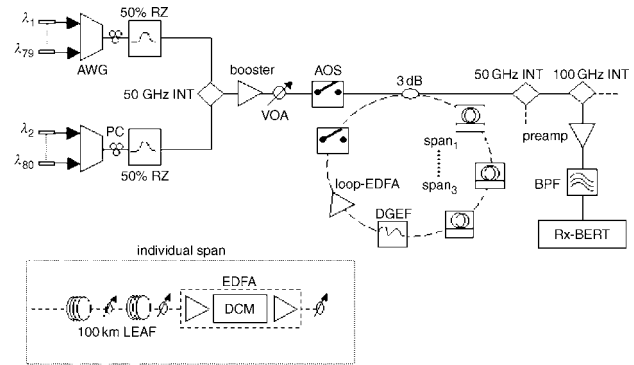 λ1
λ79
50% RZ
AWG
50 GHz INT
λ2
λ80
PC
50% RZ
booster
VOA
AOS
3 dB
50 GHz INT
100 GHz INT
preamp
BPF
Rx-BERT
span1
span3
loop-EDFA
DGEF
individual span
EDFA
DCM
100 km LEAF